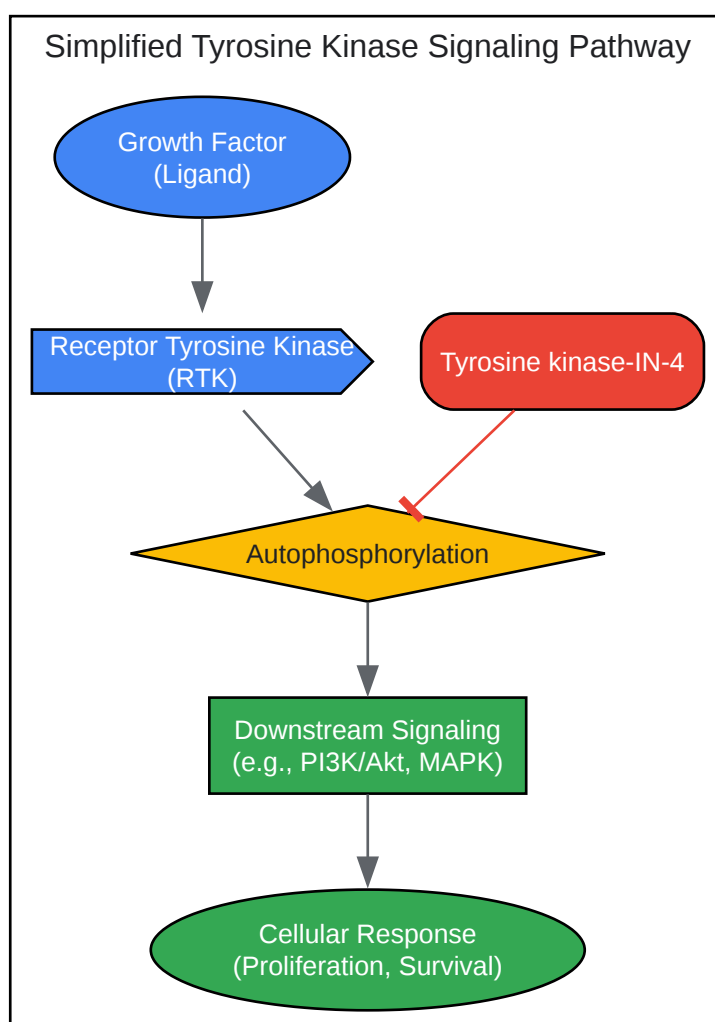 Simplified Tyrosine Kinase Signaling Pathway
Growth Factor
(Ligand)
Receptor Tyrosine Kinase
(RTK)
Tyrosine kinase-IN-4
Autophosphorylation
Downstream Signaling
(e.g., PI3K/Akt, MAPK)
Cellular Response
(Proliferation, Survival)